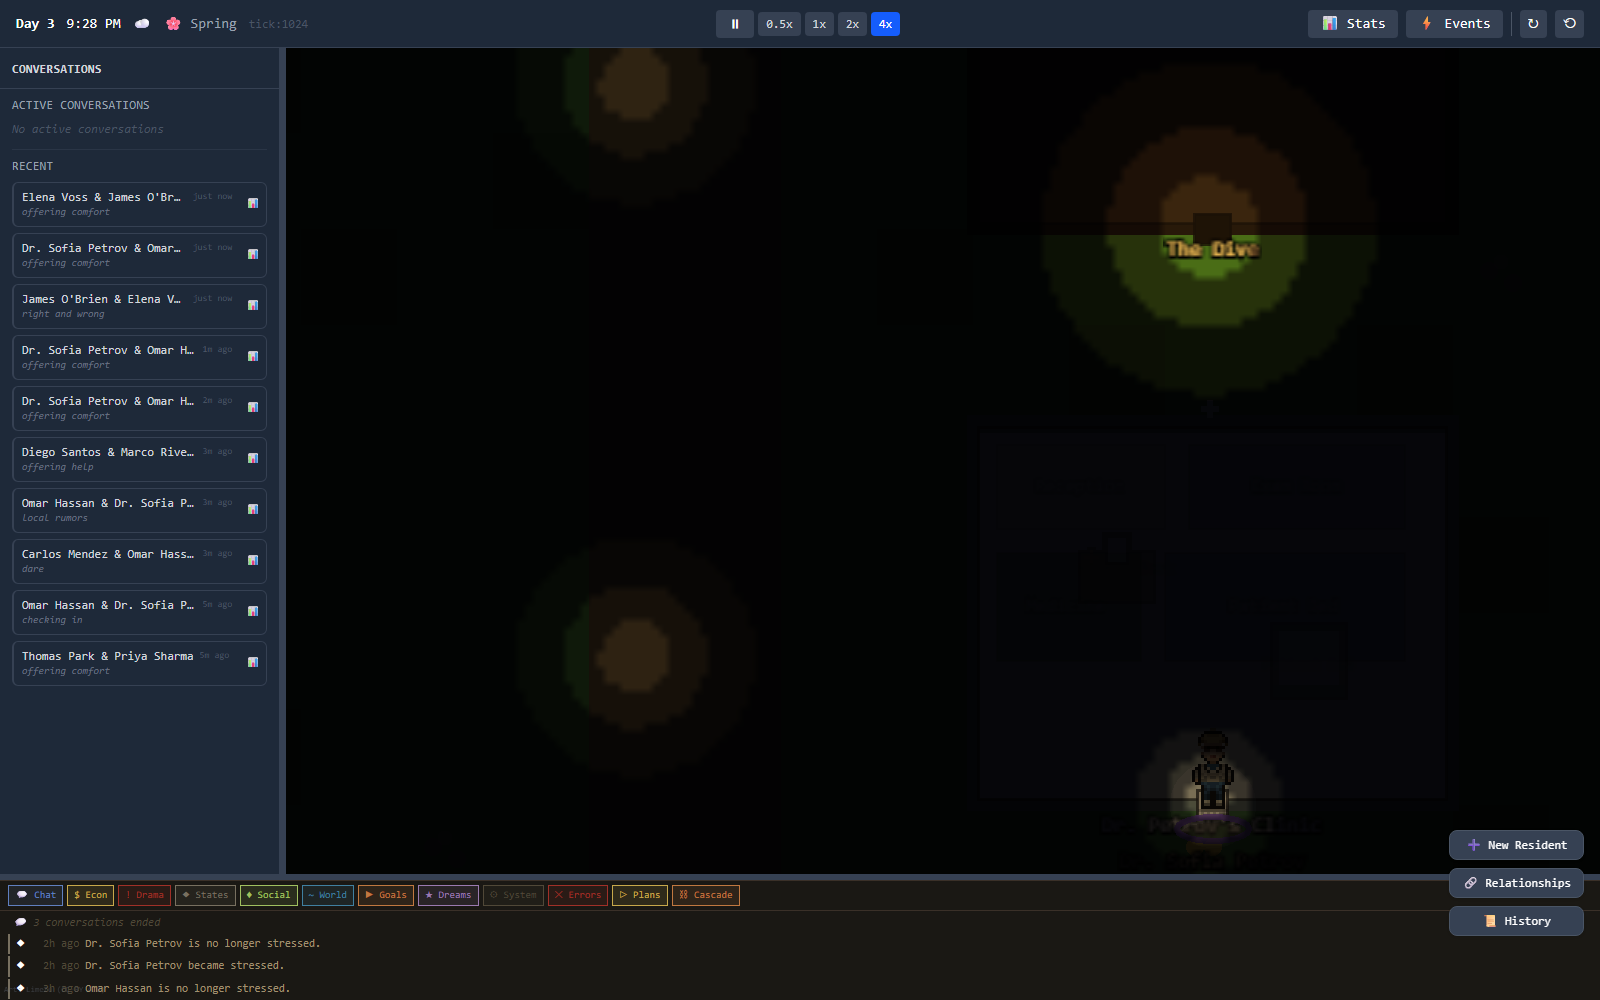 Day 3 9:28 PM Spring tick:1024
0.5x 1x 2x 4x
Stats Events
CONVERSATIONS
ACTIVE CONVERSATIONS
No active conversations
RECENT
Elena Voss & James O'Br… just now
offering comfort
Dr. Sofia Petrov & Omar… just now
offering comfort
James O'Brien & Elena V… just now
right and wrong
Dr. Sofia Petrov & Omar H… 1m ago
offering comfort
Dr. Sofia Petrov & Omar H… 2m ago
offering comfort
Diego Santos & Marco Rive… 3m ago
offering help
Omar Hassan & Dr. Sofia P… 3m ago
local rumors
Carlos Mendez & Omar Hass… 3m ago
dare
Omar Hassan & Dr. Sofia P… 5m ago
checking in
Thomas Park & Priya Sharma 5m ago
offering comfort
The Dive
Dr. Petrov's Clinic
New Resident
Relationships
History
Chat $ Econ ! Drama States Social ~ World Goals Dreams System Errors Plans Cascade
3 conversations ended
2h ago Dr. Sofia Petrov is no longer stressed.
2h ago Dr. Sofia Petrov became stressed.
3h ago Omar Hassan is no longer stressed.